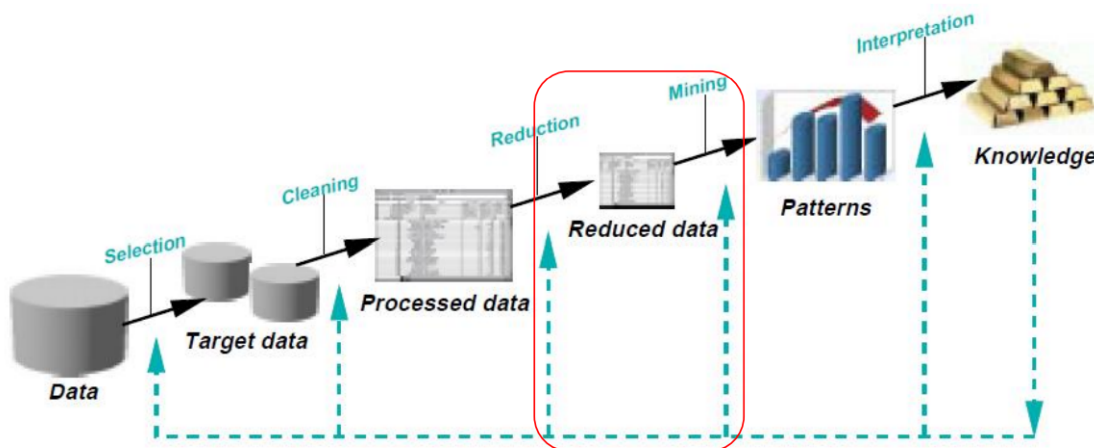 Interpretation
Mining
Reduction
Knowledge
Cleaning
Patterns
Reduced data
Selection
Processed data
Target data
Data